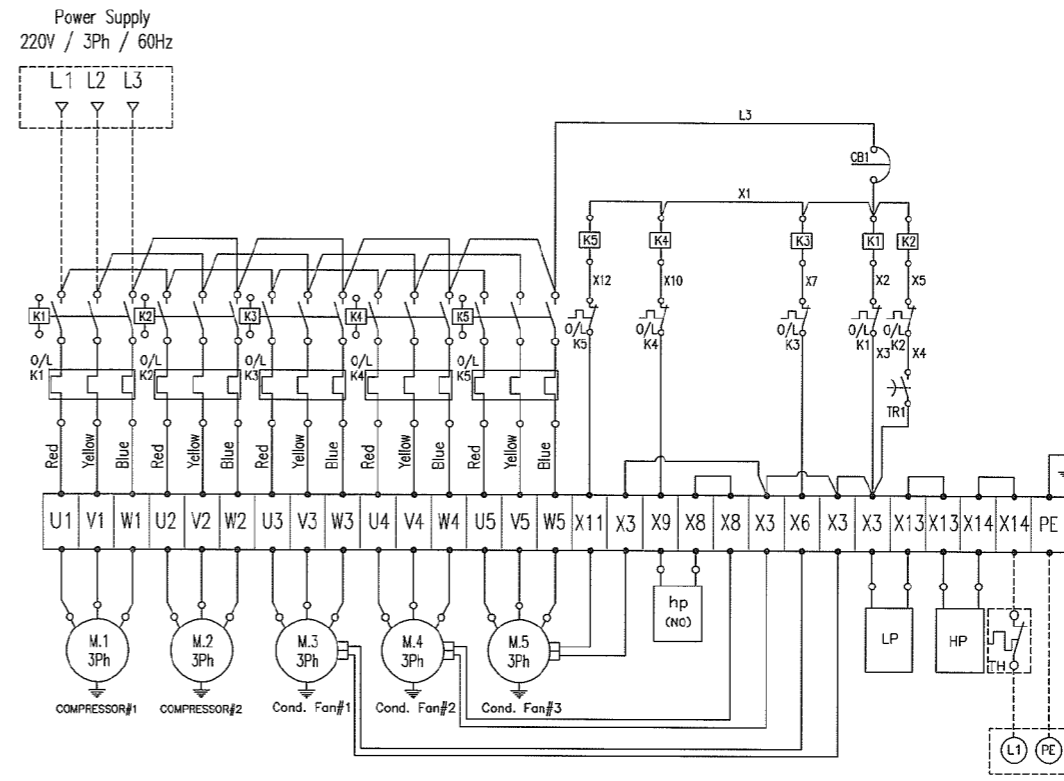 Power Supply
220V / 3Ph / 60Hz
L1 L2 L3
L3
CB1
X1
K5 K4 K3 K1 K2
X12 X10 X7 X2 X5
K1 K2 K3 K4 K5
O/L K5
O/L K4
O/L K3
O/L K1
O/L K2
X3 X4
TR1
O/L K1
O/L K2
O/L K3
O/L K4
O/L K5
Red Yellow Blue Red Yellow Blue Red Yellow Blue Red Yellow Blue Red Yellow Blue
U1 V1 W1 U2 V2 W2 U3 V3 W3 U4 V4 W4 U5 V5 W5 X11 X3 X9 X8 X8 X3 X6 X3 X3 X13 X13 X14 X14 PE
hp
(NO)
LP
HP
TH
M.1
3Ph
M.2
3Ph
M.3
3Ph
M.4
3Ph
M.5
3Ph
COMPRESSOR#1
COMPRESSOR#2
Cond. Fan#1
Cond. Fan#2
Cond. Fan#3
L1 PE